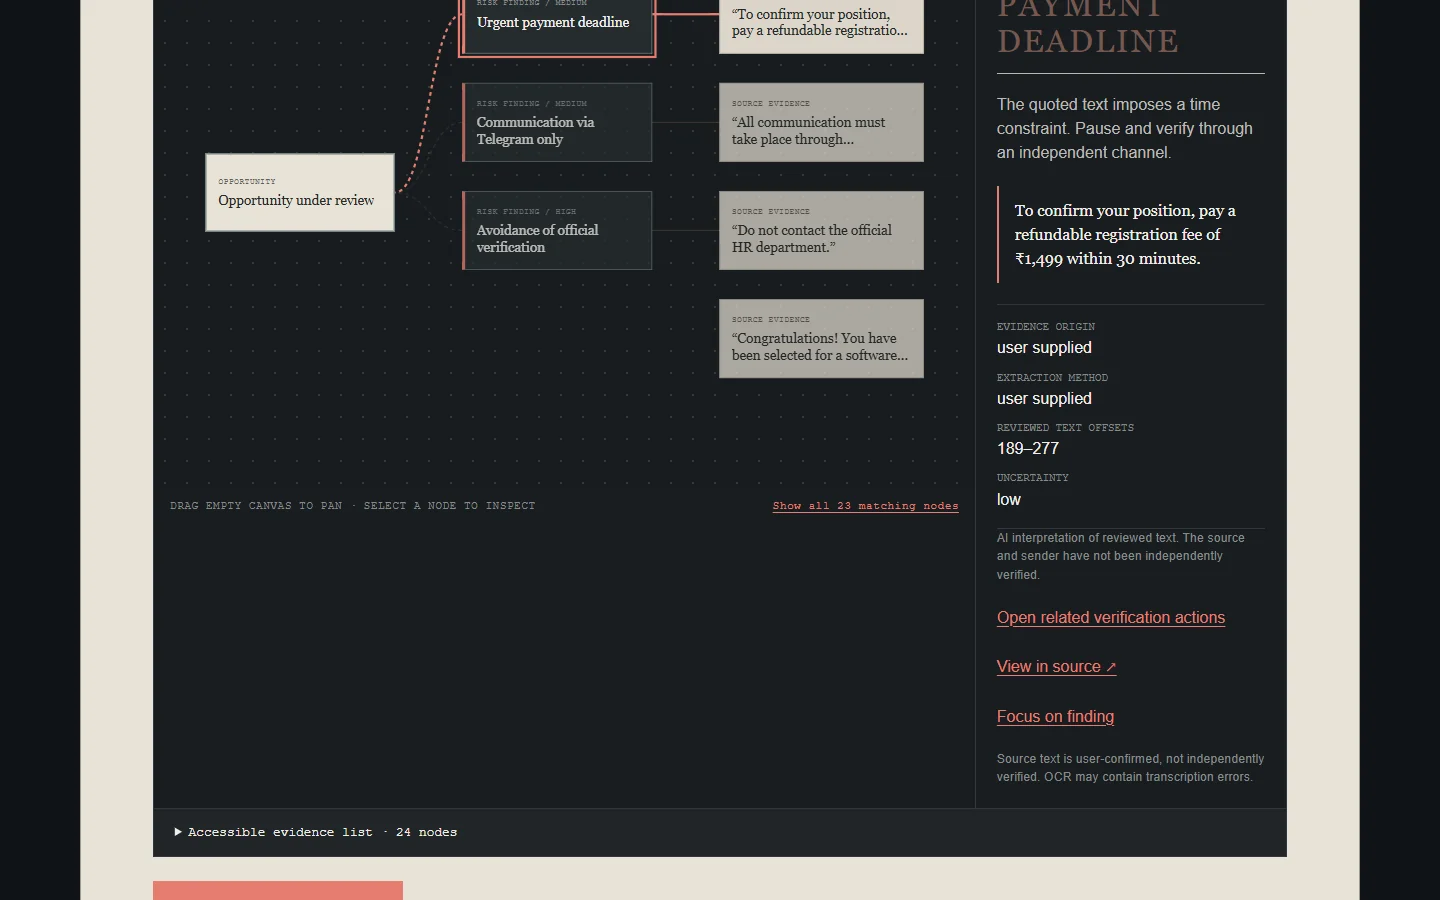 RISK FINDING / MEDIUM
Urgent payment deadline
“To confirm your position,
pay a refundable registratio...
RISK FINDING / MEDIUM
Communication via
Telegram only
SOURCE EVIDENCE
“All communication must
take place through...
OPPORTUNITY
Opportunity under review
RISK FINDING / HIGH
Avoidance of official
verification
SOURCE EVIDENCE
“Do not contact the official
HR department.”
SOURCE EVIDENCE
“Congratulations! You have
been selected for a software...
DRAG EMPTY CANVAS TO PAN · SELECT A NODE TO INSPECT
Show all 23 matching nodes
PAYMENT
DEADLINE
The quoted text imposes a time
constraint. Pause and verify through
an independent channel.
To confirm your position, pay a
refundable registration fee of
₹1,499 within 30 minutes.
EVIDENCE ORIGIN
user supplied
EXTRACTION METHOD
user supplied
REVIEWED TEXT OFFSETS
189–277
UNCERTAINTY
low
AI interpretation of reviewed text. The source
and sender have not been independently
verified.
Open related verification actions
View in source ↗
Focus on finding
Source text is user-confirmed, not independently
verified. OCR may contain transcription errors.
▶ Accessible evidence list · 24 nodes